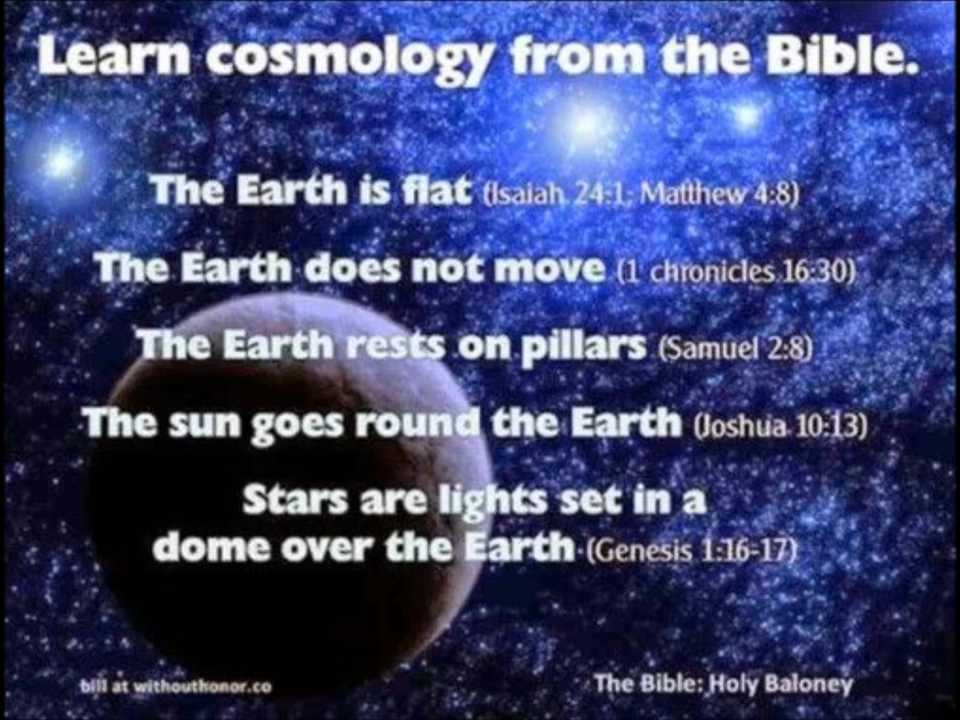 Learn cosmology from the Bible.
The Earth is flat (Isaiah 24:1; Matthew 4:8)
The Earth does not move (1 chronicles 16:30)
The Earth rests on pillars (Samuel 2:8)
The sun goes round the Earth (Joshua 10:13)
Stars are lights set in a
dome over the Earth (Genesis 1:16-17)
bill at withouthonor.co
The Bible: Holy Baloney